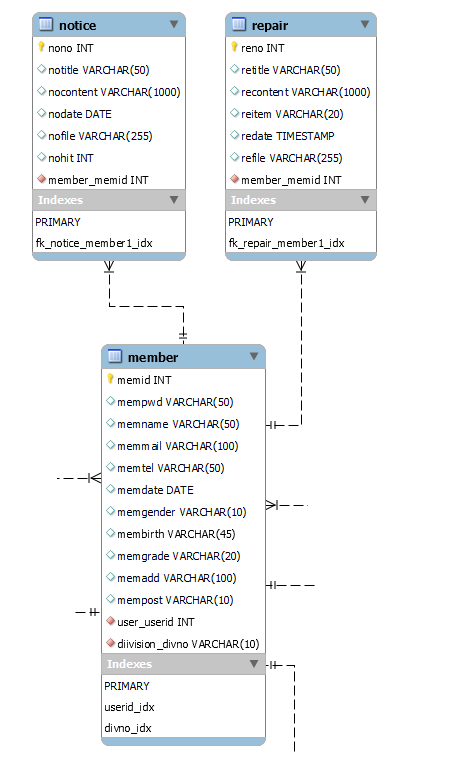 notice
nono INT
notitle VARCHAR(50)
nocontent VARCHAR(1000)
nodate DATE
nofile VARCHAR(255)
nohit INT
member_memid INT
Indexes
PRIMARY
fk_notice_member1_idx
repair
reno INT
retitle VARCHAR(50)
recontent VARCHAR(1000)
reitem VARCHAR(20)
redate TIMESTAMP
refile VARCHAR(255)
member_memid INT
Indexes
PRIMARY
fk_repair_member1_idx
member
memid INT
mempwd VARCHAR(50)
memname VARCHAR(50)
memmail VARCHAR(100)
memtel VARCHAR(50)
memdate DATE
memgender VARCHAR(10)
membirth VARCHAR(45)
memgrade VARCHAR(20)
memadd VARCHAR(100)
mempost VARCHAR(10)
user_userid INT
diivision_divno VARCHAR(10)
Indexes
PRIMARY
userid_idx
divno_idx